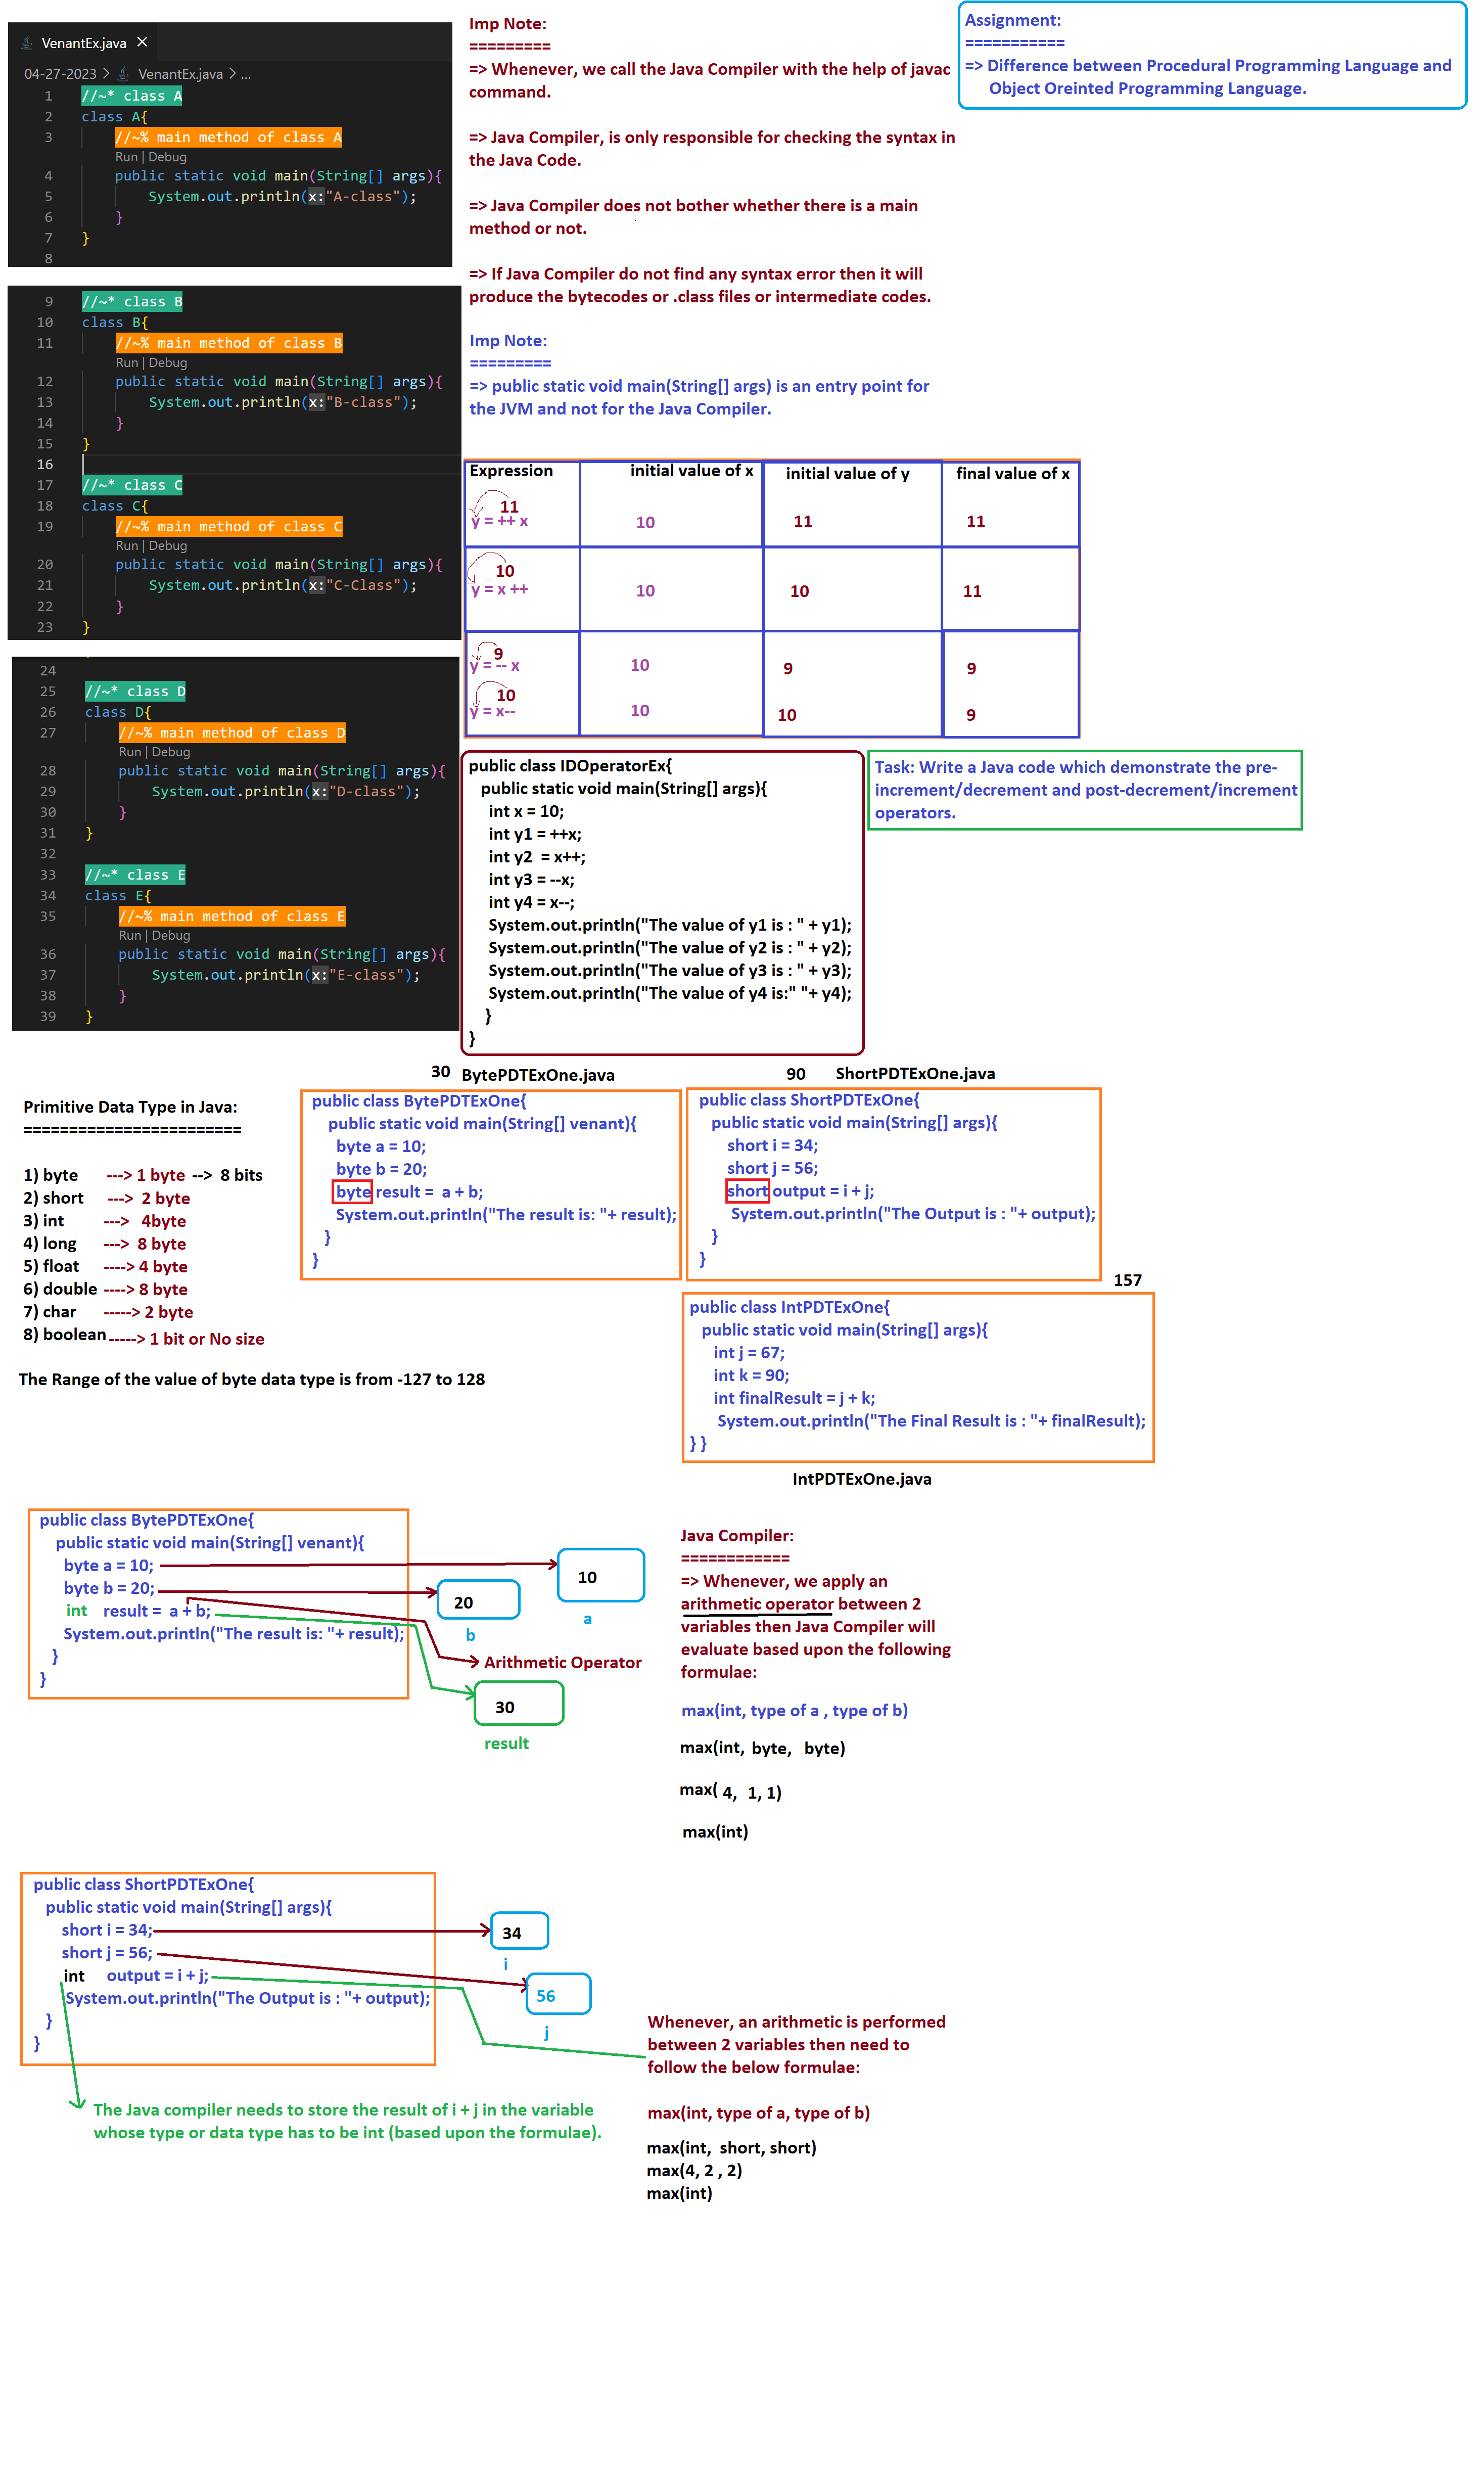 VenantEx.java ×
04-27-2023 > VenantEx.java > ...
1 //~* class A
2 class A{
3 //~% main method of class A
Run | Debug
4 public static void main(String[] args){
5 System.out.println(x:"A-class");
6 }
7 }
8
9 //~* class B
10 class B{
11 //~% main method of class B
Run | Debug
12 public static void main(String[] args){
13 System.out.println(x:"B-class");
14 }
15 }
16
17 //~* class C
18 class C{
19 //~% main method of class C
Run | Debug
20 public static void main(String[] args){
21 System.out.println(x:"C-Class");
22 }
23 }
24
25 //~* class D
26 class D{
27 //~% main method of class D
Run | Debug
28 public static void main(String[] args){
29 System.out.println(x:"D-class");
30 }
31 }
32
33 //~* class E
34 class E{
35 //~% main method of class E
Run | Debug
36 public static void main(String[] args){
37 System.out.println(x:"E-class");
38 }
39 }
Imp Note:
=========
=> Whenever, we call the Java Compiler with the help of javac
command.
=> Java Compiler, is only responsible for checking the syntax in
the Java Code.
=> Java Compiler does not bother whether there is a main
method or not.
=> If Java Compiler do not find any syntax error then it will
produce the bytecodes or .class files or intermediate codes.
Imp Note:
=========
=> public static void main(String[] args) is an entry point for
the JVM and not for the Java Compiler.
Assignment:
===========
=> Difference between Procedural Programming Language and
Object Oreinted Programming Language.
Expression initial value of x initial value of y final value of x
11
y = ++ x 10 11 11
10
y = x ++ 10 10 11
9
y = -- x 10 9 9
10
y = x-- 10 10 9
public class IDOperatorEx{
public static void main(String[] args){
int x = 10;
int y1 = ++x;
int y2 = x++;
int y3 = --x;
int y4 = x--;
System.out.println("The value of y1 is : " + y1);
System.out.println("The value of y2 is : " + y2);
System.out.println("The value of y3 is : " + y3);
System.out.println("The value of y4 is:" "+ y4);
}
}
Task: Write a Java code which demonstrate the pre-
increment/decrement and post-decrement/increment
operators.
Primitive Data Type in Java:
========================
1) byte ---> 1 byte --> 8 bits
2) short ---> 2 byte
3) int ---> 4byte
4) long ---> 8 byte
5) float ----> 4 byte
6) double ----> 8 byte
7) char -----> 2 byte
8) boolean -----> 1 bit or No size
The Range of the value of byte data type is from -127 to 128
30 BytePDTExOne.java
public class BytePDTExOne{
public static void main(String[] venant){
byte a = 10;
byte b = 20;
byte result = a + b;
System.out.println("The result is: "+ result);
}
}
90 ShortPDTExOne.java
public class ShortPDTExOne{
public static void main(String[] args){
short i = 34;
short j = 56;
short output = i + j;
System.out.println("The Output is : "+ output);
}
}
157
public class IntPDTExOne{
public static void main(String[] args){
int j = 67;
int k = 90;
int finalResult = j + k;
System.out.println("The Final Result is : "+ finalResult);
} }
IntPDTExOne.java
public class BytePDTExOne{
public static void main(String[] venant){
byte a = 10;
byte b = 20;
int result = a + b;
System.out.println("The result is: "+ result);
}
}
10
a
20
b
Arithmetic Operator
30
result
Java Compiler:
============
=> Whenever, we apply an
arithmetic operator between 2
variables then Java Compiler will
evaluate based upon the following
formulae:
max(int, type of a , type of b)
max(int, byte, byte)
max( 4, 1, 1)
max(int)
public class ShortPDTExOne{
public static void main(String[] args){
short i = 34;
short j = 56;
int output = i + j;
System.out.println("The Output is : "+ output);
}
}
34
i
56
j
The Java compiler needs to store the result of i + j in the variable
whose type or data type has to be int (based upon the formulae).
Whenever, an arithmetic is performed
between 2 variables then need to
follow the below formulae:
max(int, type of a, type of b)
max(int, short, short)
max(4, 2 , 2)
max(int)